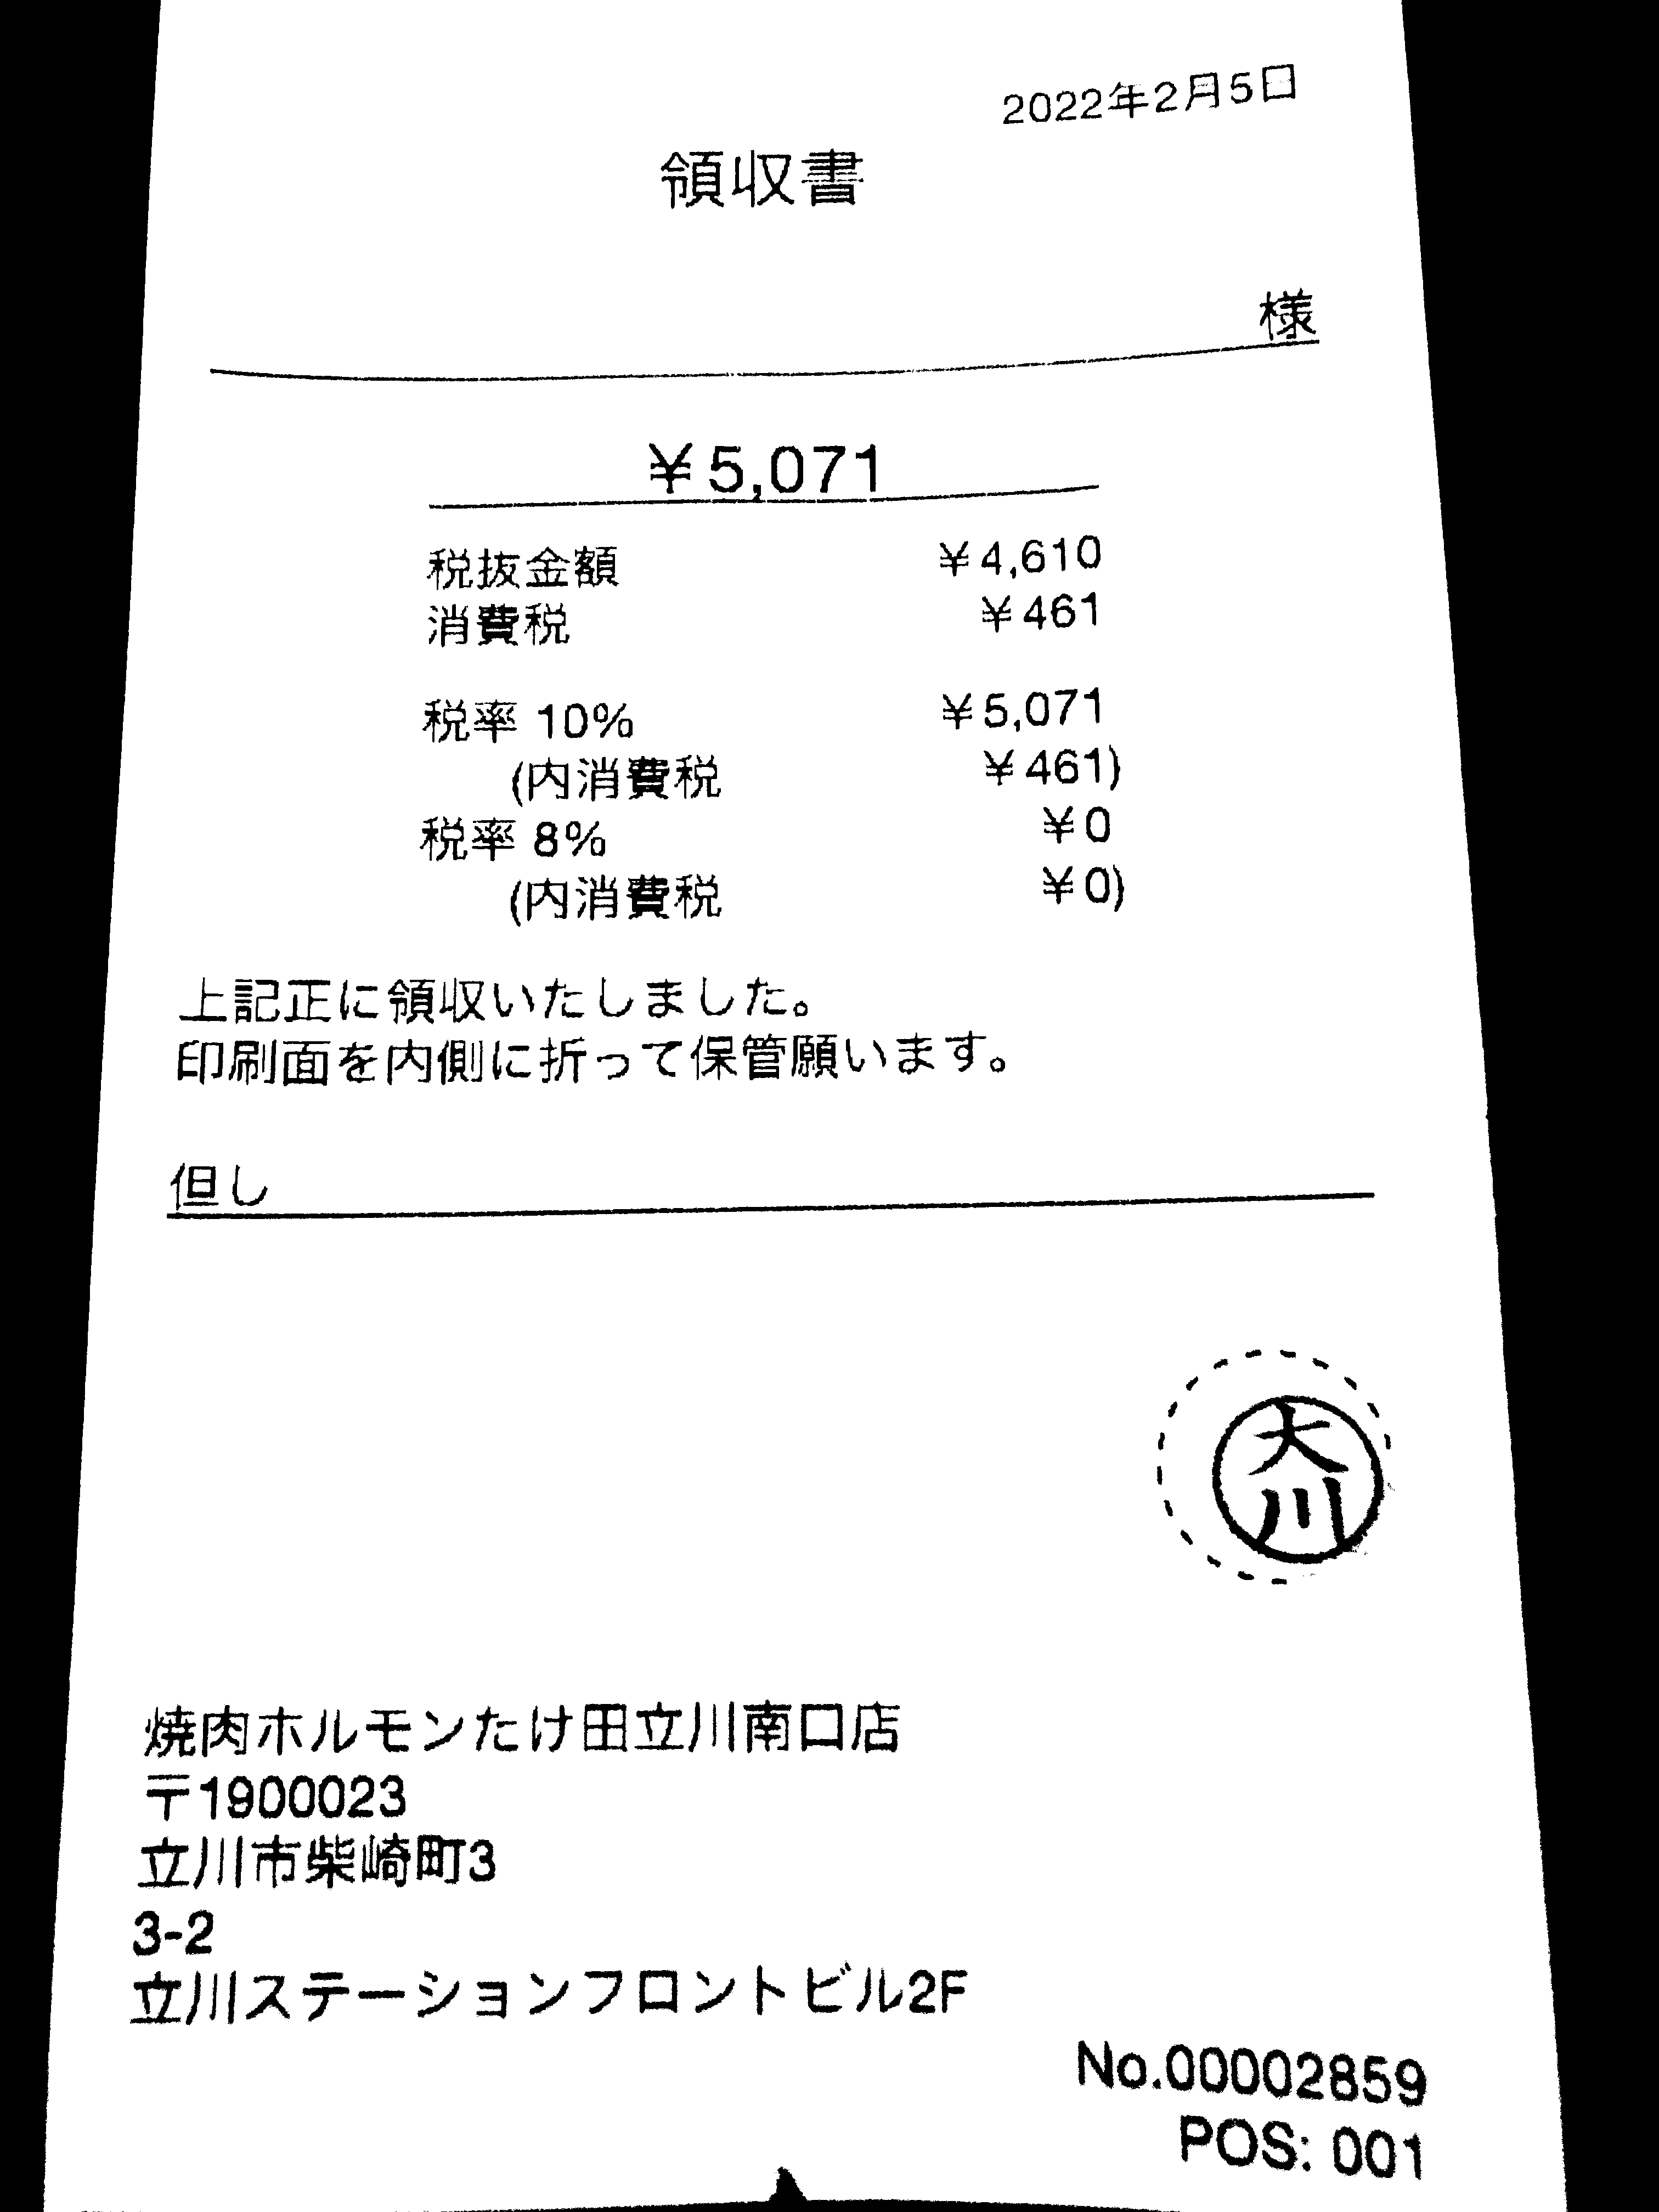 2022年2月5日
領収書
様
¥5,071
税抜金額 ¥4,610
消費税 ¥461
税率 10% ¥5,071
(内消費税 ¥461)
税率 8% ¥0
(内消費税 ¥0)
上記正に領収いたしました。
印刷面を内側に折って保管願います。
但し
大川
焼肉ホルモンたけ田立川南口店
〒1900023
立川市柴崎町3
3-2
立川ステーションフロントビル2F
No.00002859
POS: 001